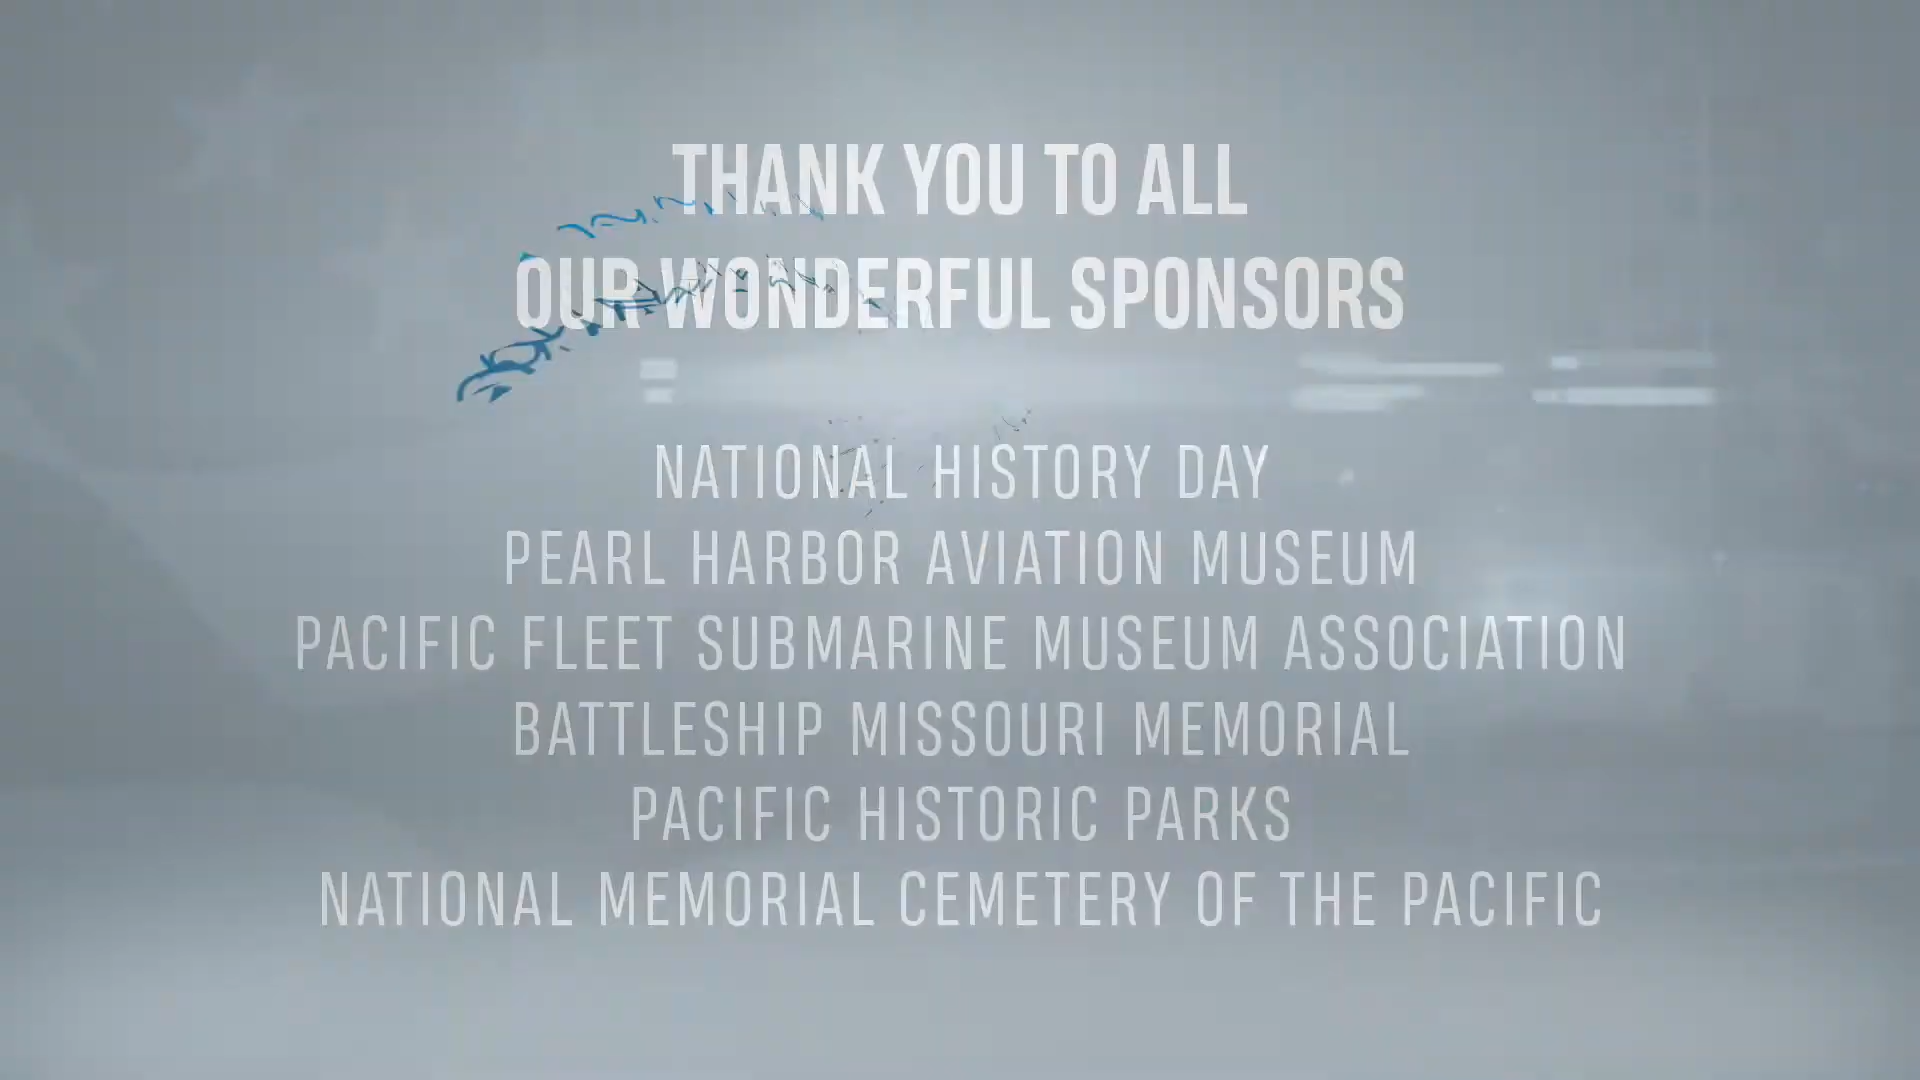 THANK YOU TO ALL
OUR WONDERFUL SPONSORS
NATIONAL HISTORY DAY
PEARL HARBOR AVIATION MUSEUM
PACIFIC FLEET SUBMARINE MUSEUM ASSOCIATION
BATTLESHIP MISSOURI MEMORIAL
PACIFIC HISTORIC PARKS
NATIONAL MEMORIAL CEMETERY OF THE PACIFIC